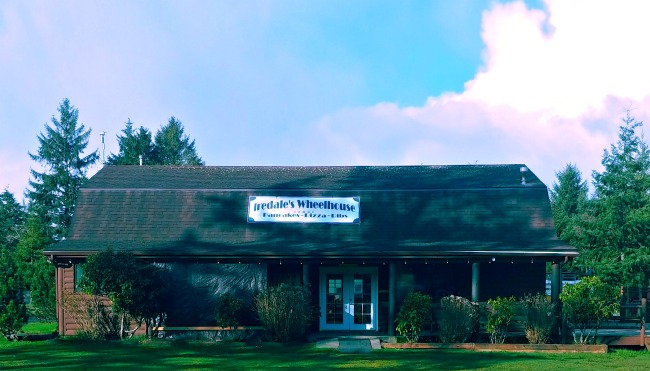 Iredale's Wheelhouse
Pancakes-Pizza-Ribs